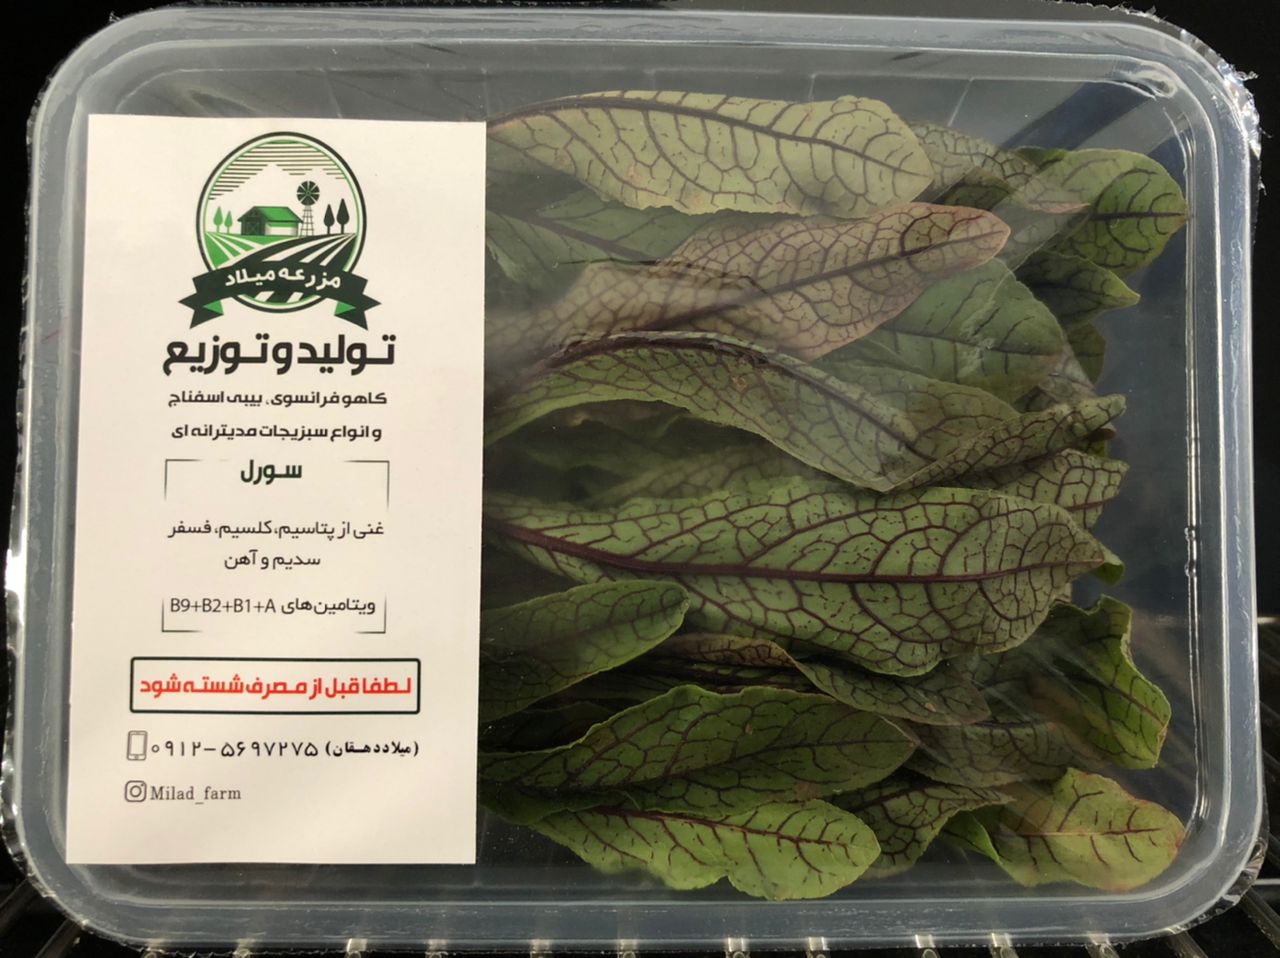 مزرعه میلاد
تولید و توزیع
کاهو فرانسوی، بیبی اسفناج
و انواع سبزیجات مدیترانه ای
سورل
غنی از پتاسیم، کلسیم، فسفر
سدیم و آهن
ویتامین‌های B9+B2+B1+A
لطفا قبل از مصرف شسته شود
۰۹۱۲-۵۶۹۷۲۷۵ (میلاد دهقان)
Milad_farm